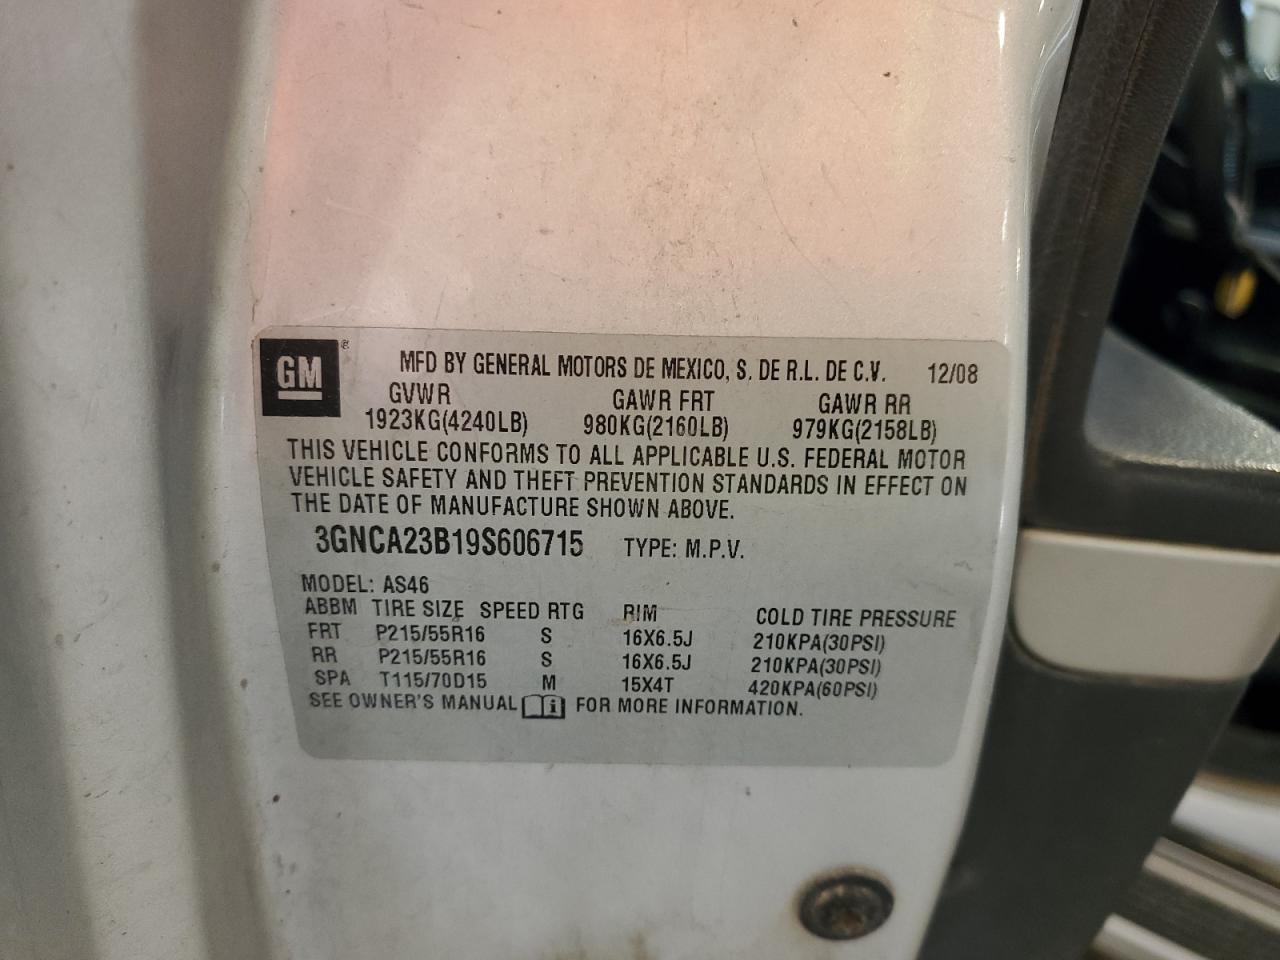 GM ® MFD BY GENERAL MOTORS DE MEXICO, S. DE R.L. DE C.V. 12/08
GVWR GAWR FRT GAWR RR
1923KG(4240LB) 980KG(2160LB) 979KG(2158LB)
THIS VEHICLE CONFORMS TO ALL APPLICABLE U.S. FEDERAL MOTOR
VEHICLE SAFETY AND THEFT PREVENTION STANDARDS IN EFFECT ON
THE DATE OF MANUFACTURE SHOWN ABOVE.
3GNCA23B19S606715 TYPE: M.P.V.
MODEL: AS46
ABBM TIRE SIZE SPEED RTG RIM COLD TIRE PRESSURE
FRT P215/55R16 S 16X6.5J 210KPA(30PSI)
RR P215/55R16 S 16X6.5J 210KPA(30PSI)
SPA T115/70D15 M 15X4T 420KPA(60PSI)
SEE OWNER'S MANUAL i FOR MORE INFORMATION.